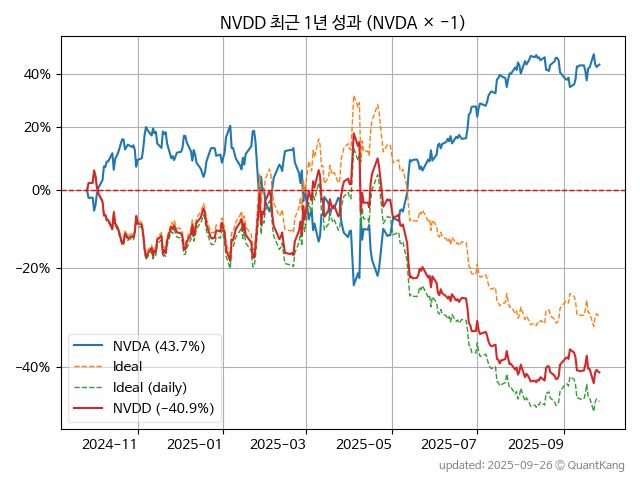 NVDD 최근 1년 성과 (NVDA × −1)
40%
20%
0%
−20%
−40%
NVDA (43.7%)
Ideal
Ideal (daily)
NVDD (−40.9%)
2024−11
2025−01
2025−03
2025−05
2025−07
2025−09
updated: 2025-09-26 © QuantKang